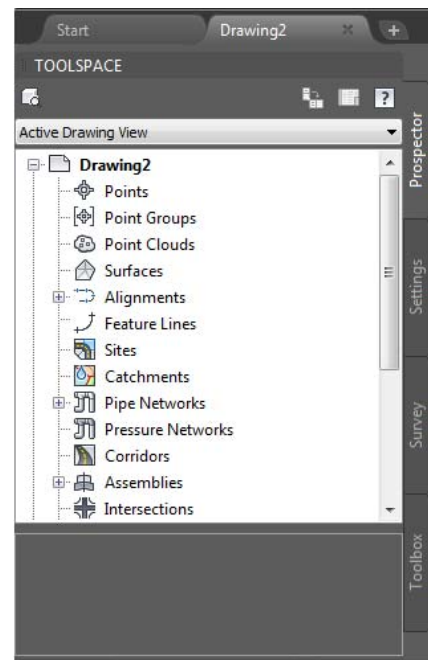 Start Drawing2
TOOLSPACE
?
Active Drawing View
Drawing2
Points
Point Groups
Point Clouds
Surfaces
Alignments
Feature Lines
Sites
Catchments
Pipe Networks
Pressure Networks
Corridors
Assemblies
Intersections
Prospector
Settings
Survey
Toolbox